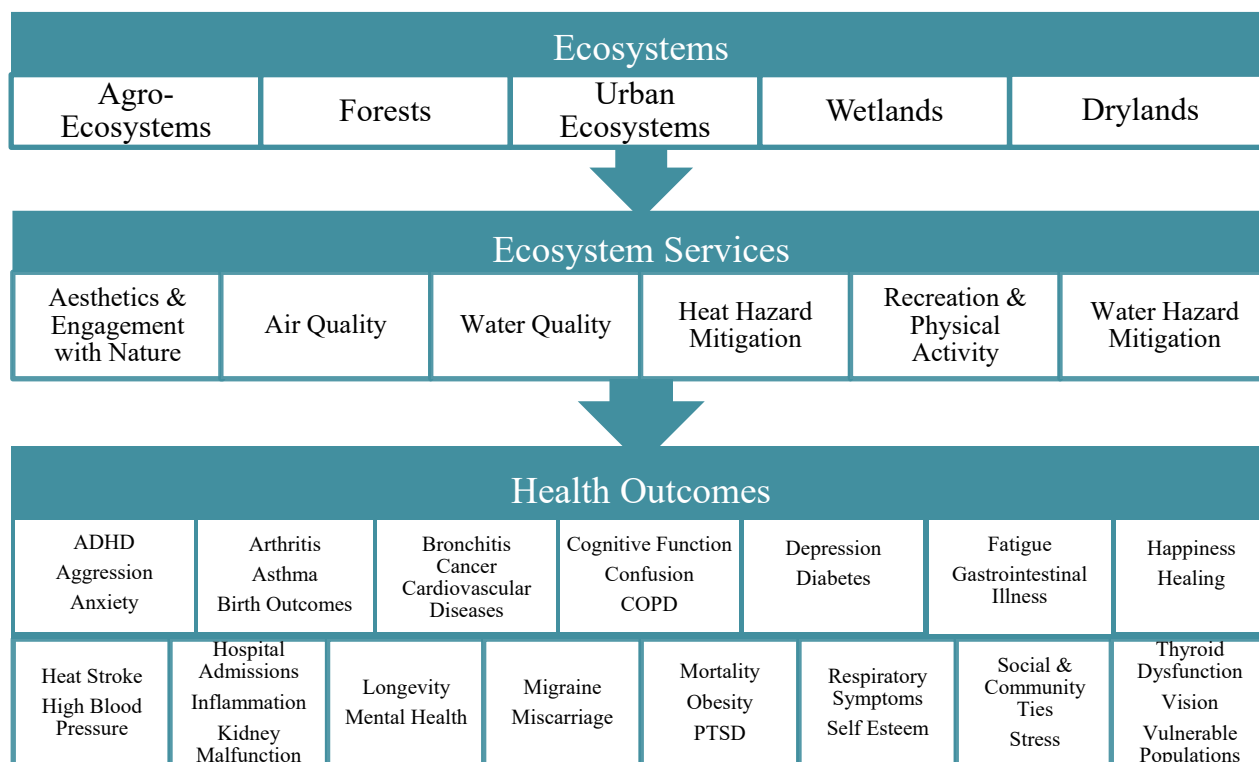 Ecosystems
Agro-
Ecosystems
Forests
Urban
Ecosystems
Wetlands
Drylands
Ecosystem Services
Aesthetics &
Engagement
with Nature
Air Quality
Water Quality
Heat Hazard
Mitigation
Recreation &
Physical
Activity
Water Hazard
Mitigation
Health Outcomes
ADHD
Aggression
Anxiety
Arthritis
Asthma
Birth Outcomes
Bronchitis
Cancer
Cardiovascular
Diseases
Cognitive Function
Confusion
COPD
Depression
Diabetes
Fatigue
Gastrointestinal
Illness
Happiness
Healing
Heat Stroke
High Blood
Pressure
Hospital
Admissions
Inflammation
Kidney
Malfunction
Longevity
Mental Health
Migraine
Miscarriage
Mortality
Obesity
PTSD
Respiratory
Symptoms
Self Esteem
Social &
Community
Ties
Stress
Thyroid
Dysfunction
Vision
Vulnerable
Populations